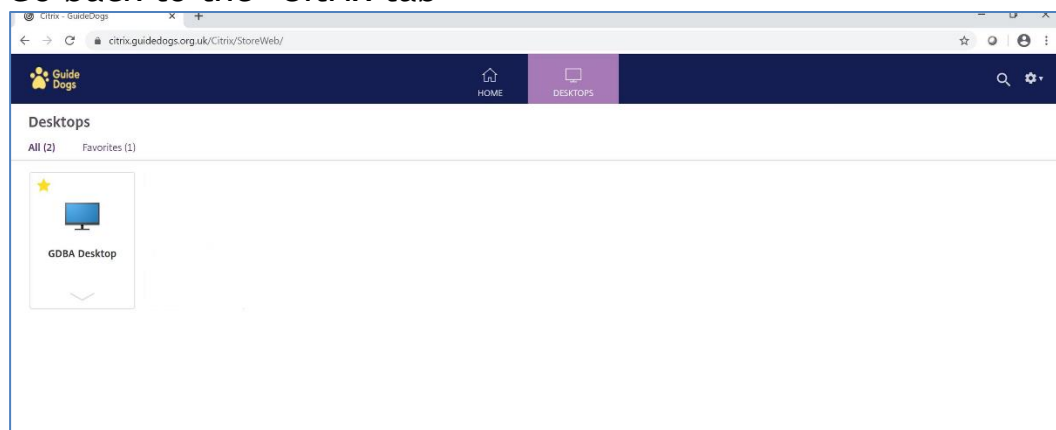 Go back to the "Citrix tab
Citrix - GuideDogs
citrix.guidedogs.org.uk/Citrix/StoreWeb/
Guide
Dogs
HOME
DESKTOPS
Desktops
All (2) Favorites (1)
GDBA Desktop